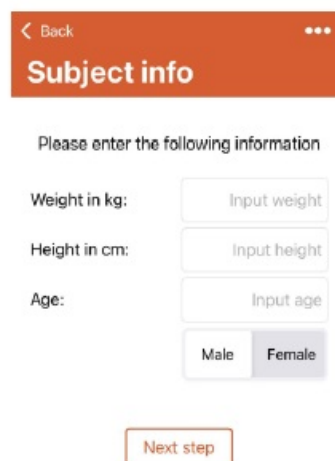 Back
Subject info
Please enter the following information
Weight in kg: Input weight
Height in cm: Input height
Age: Input age
Male Female
Next step